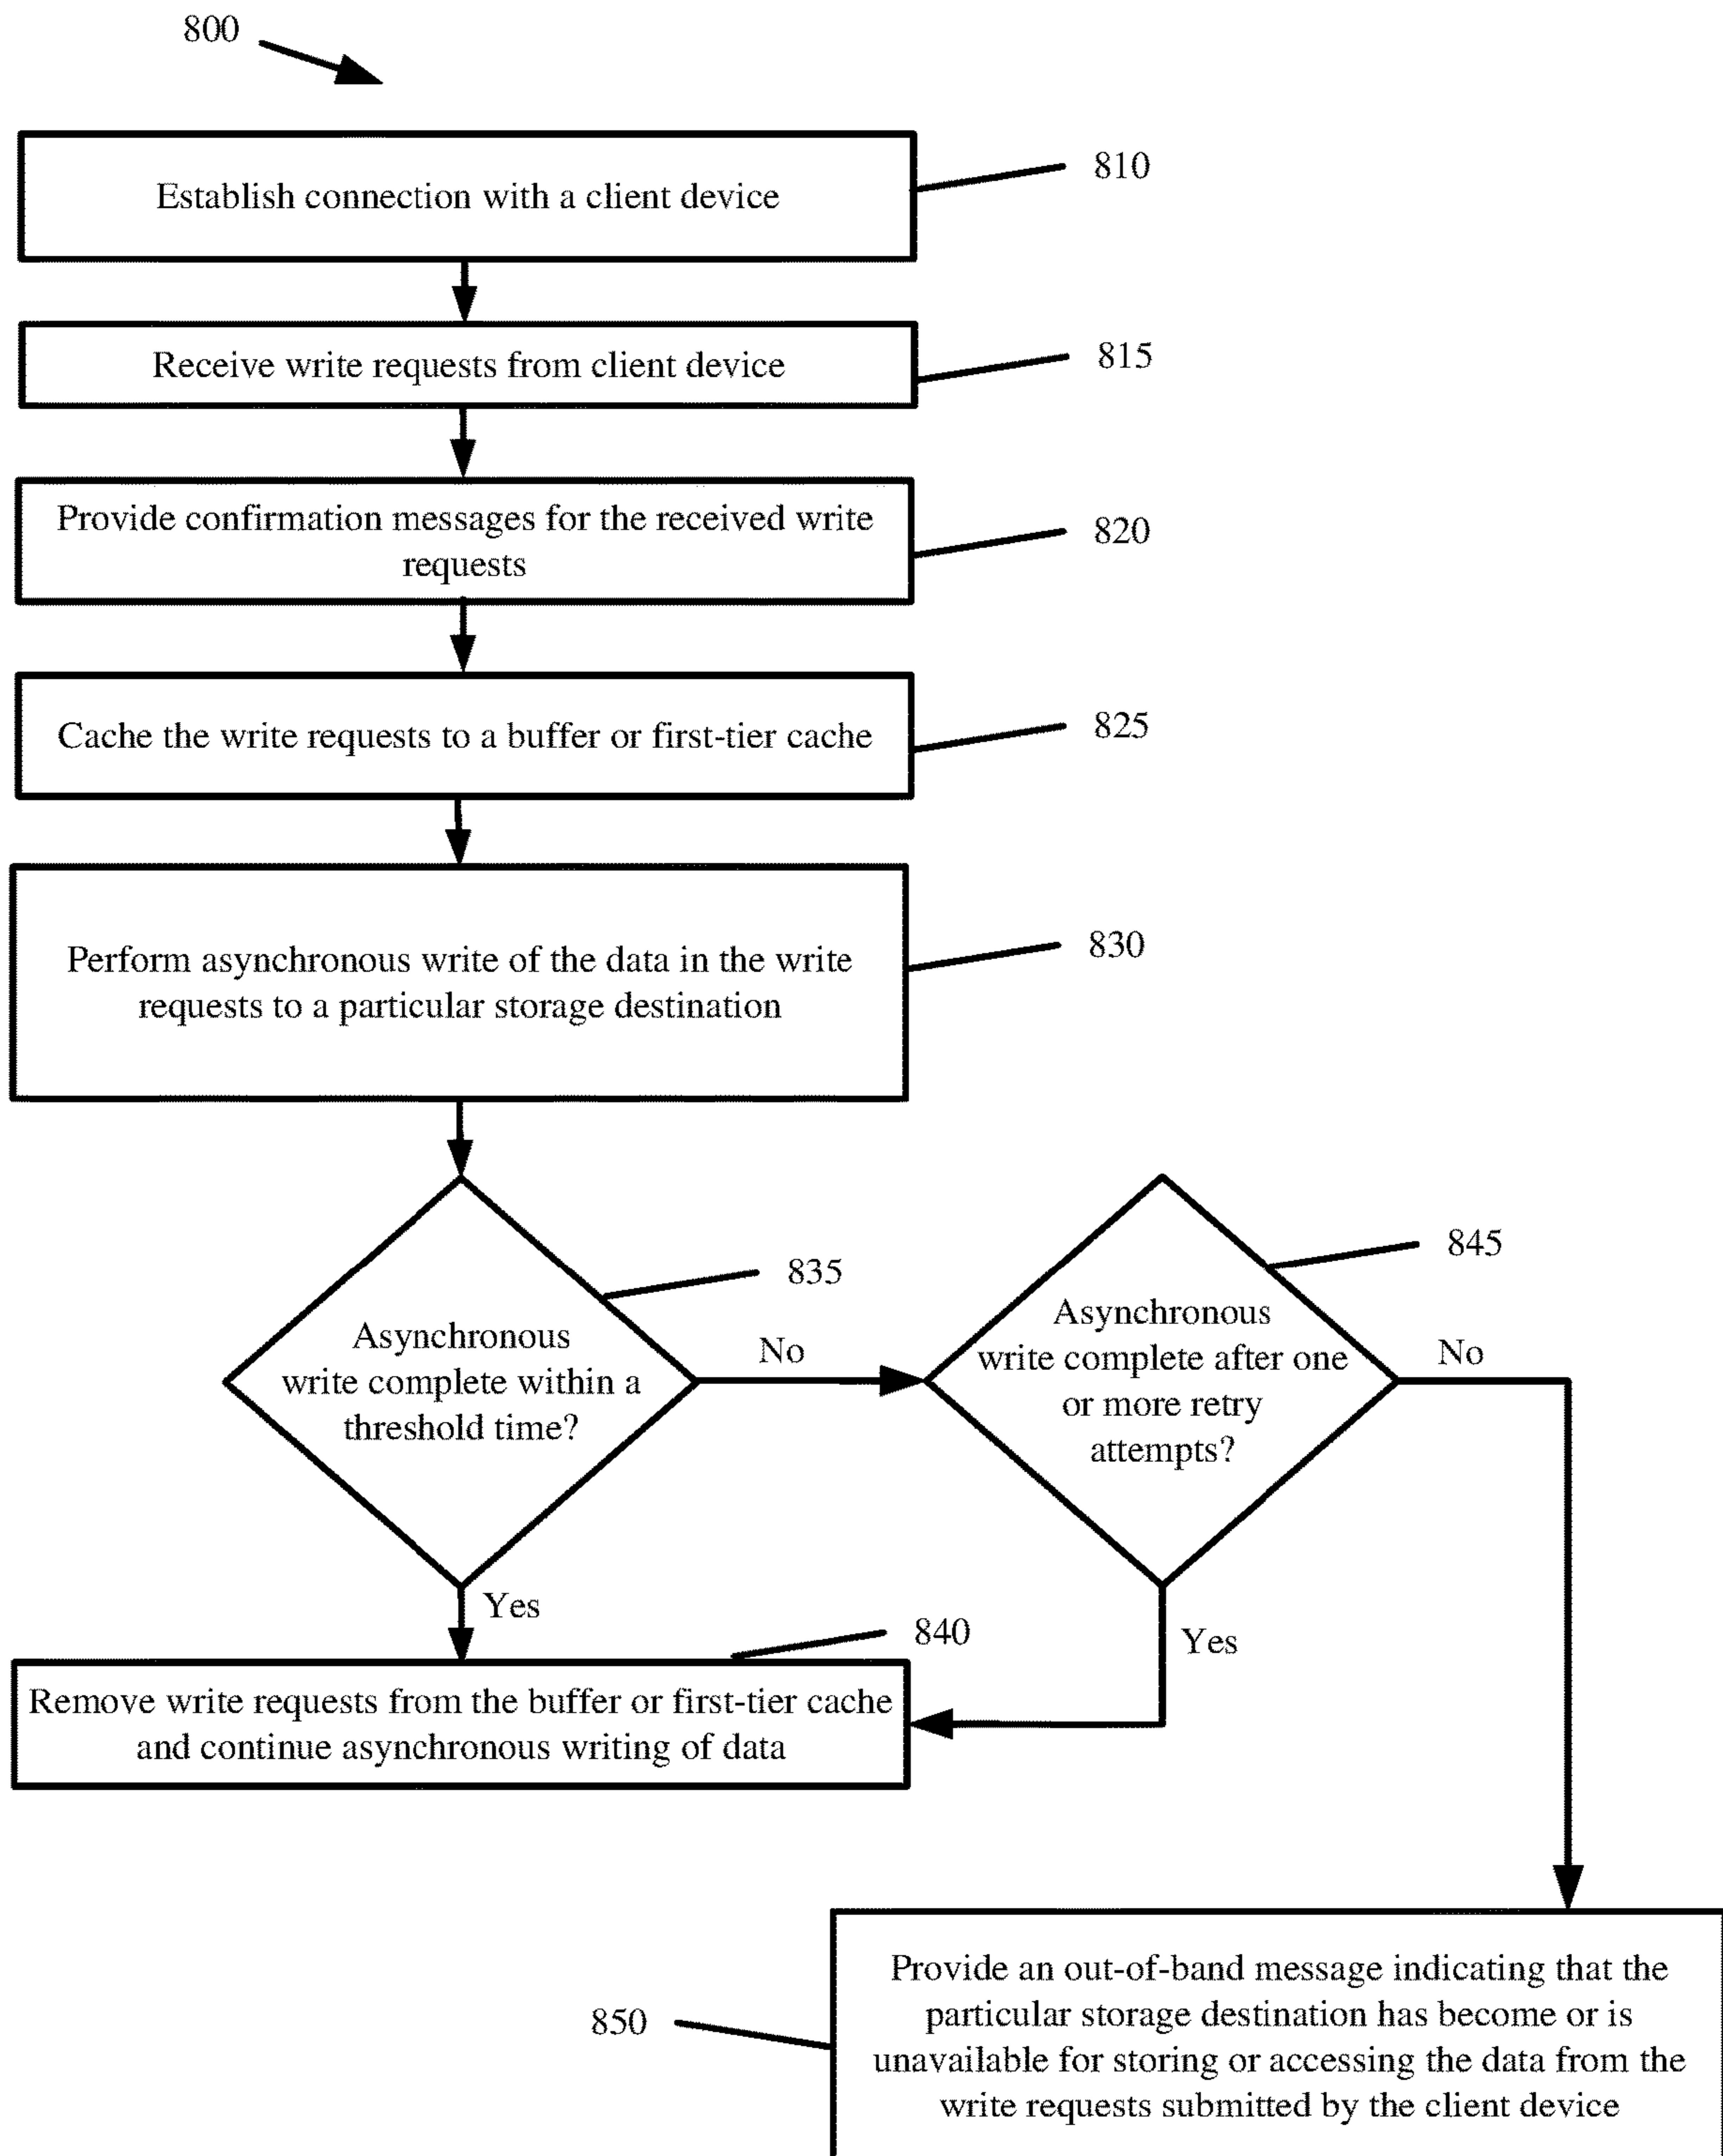 800
Establish connection with a client device
810
Receive write requests from client device
815
Provide confirmation messages for the received write
requests
820
Cache the write requests to a buffer or first-tier cache
825
Perform asynchronous write of the data in the write
requests to a particular storage destination
830
835
Asynchronous
write complete within a
threshold time?
No
845
Asynchronous
write complete after one
or more retry
attempts?
No
Yes
Yes
840
Remove write requests from the buffer or first-tier cache
and continue asynchronous writing of data
850
Provide an out-of-band message indicating that the
particular storage destination has become or is
unavailable for storing or accessing the data from the
write requests submitted by the client device